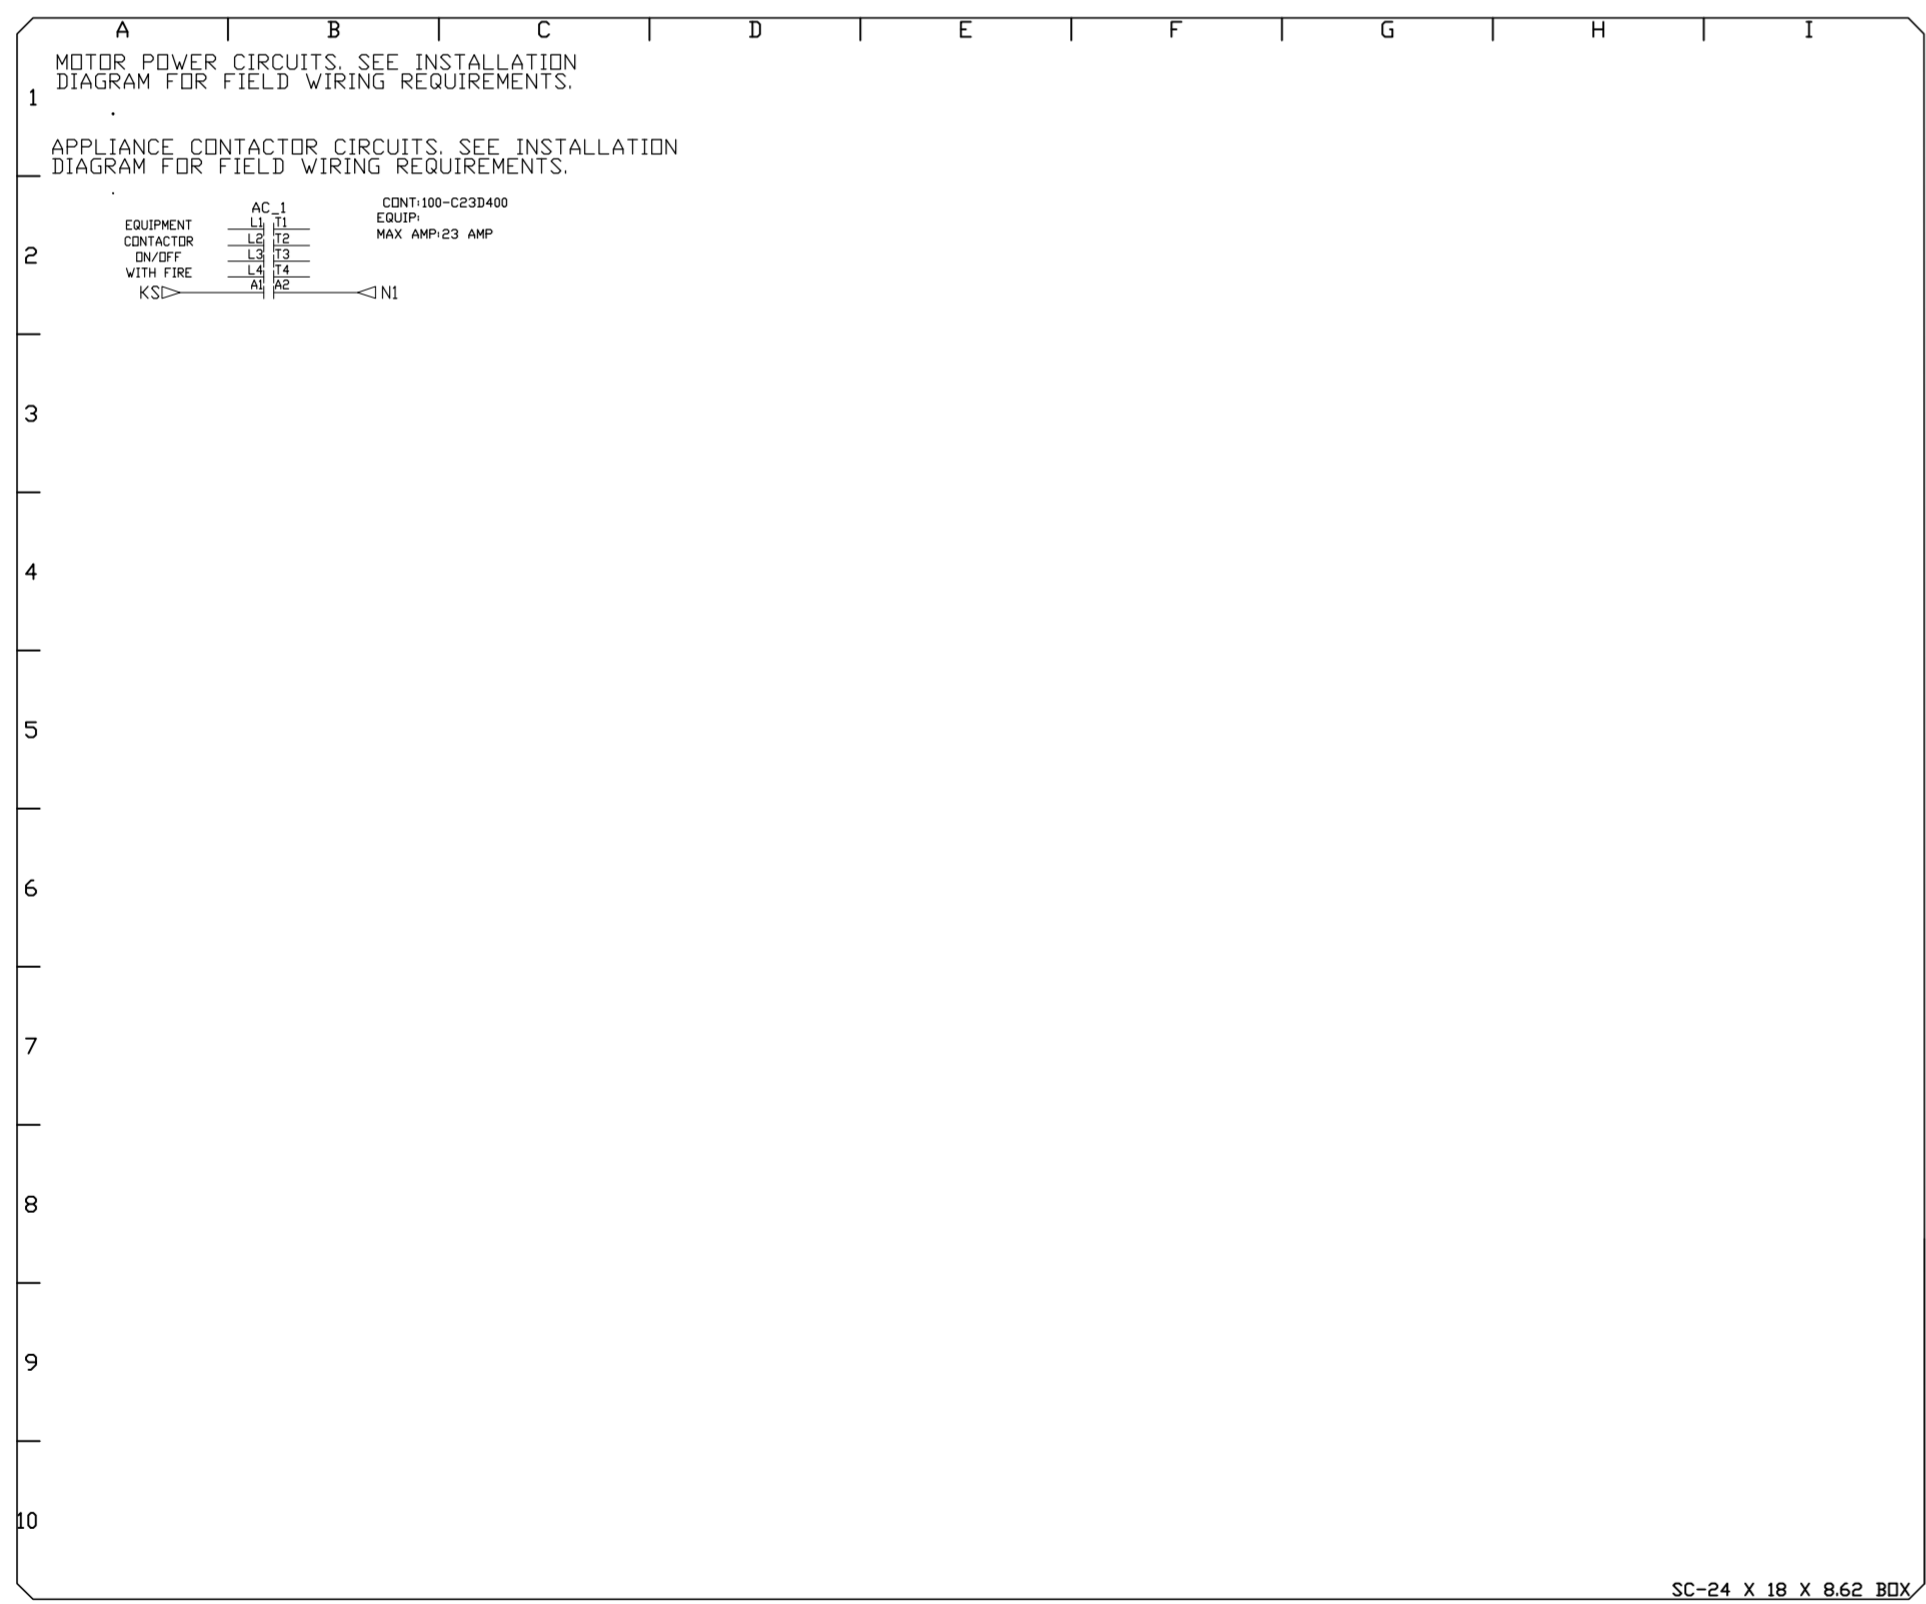 A B C D E F G H I
MOTOR POWER CIRCUITS. SEE INSTALLATION
DIAGRAM FOR FIELD WIRING REQUIREMENTS.
1
APPLIANCE CONTACTOR CIRCUITS. SEE INSTALLATION
DIAGRAM FOR FIELD WIRING REQUIREMENTS.
AC_1
CONT:100-C23D400
EQUIP:
MAX AMP:23 AMP
EQUIPMENT
CONTACTOR
ON/OFF
WITH FIRE
L1 T1
L2 T2
L3 T3
L4 T4
A1 A2
KS N1
2
3
4
5
6
7
8
9
10
SC-24 X 18 X 8.62 BOX